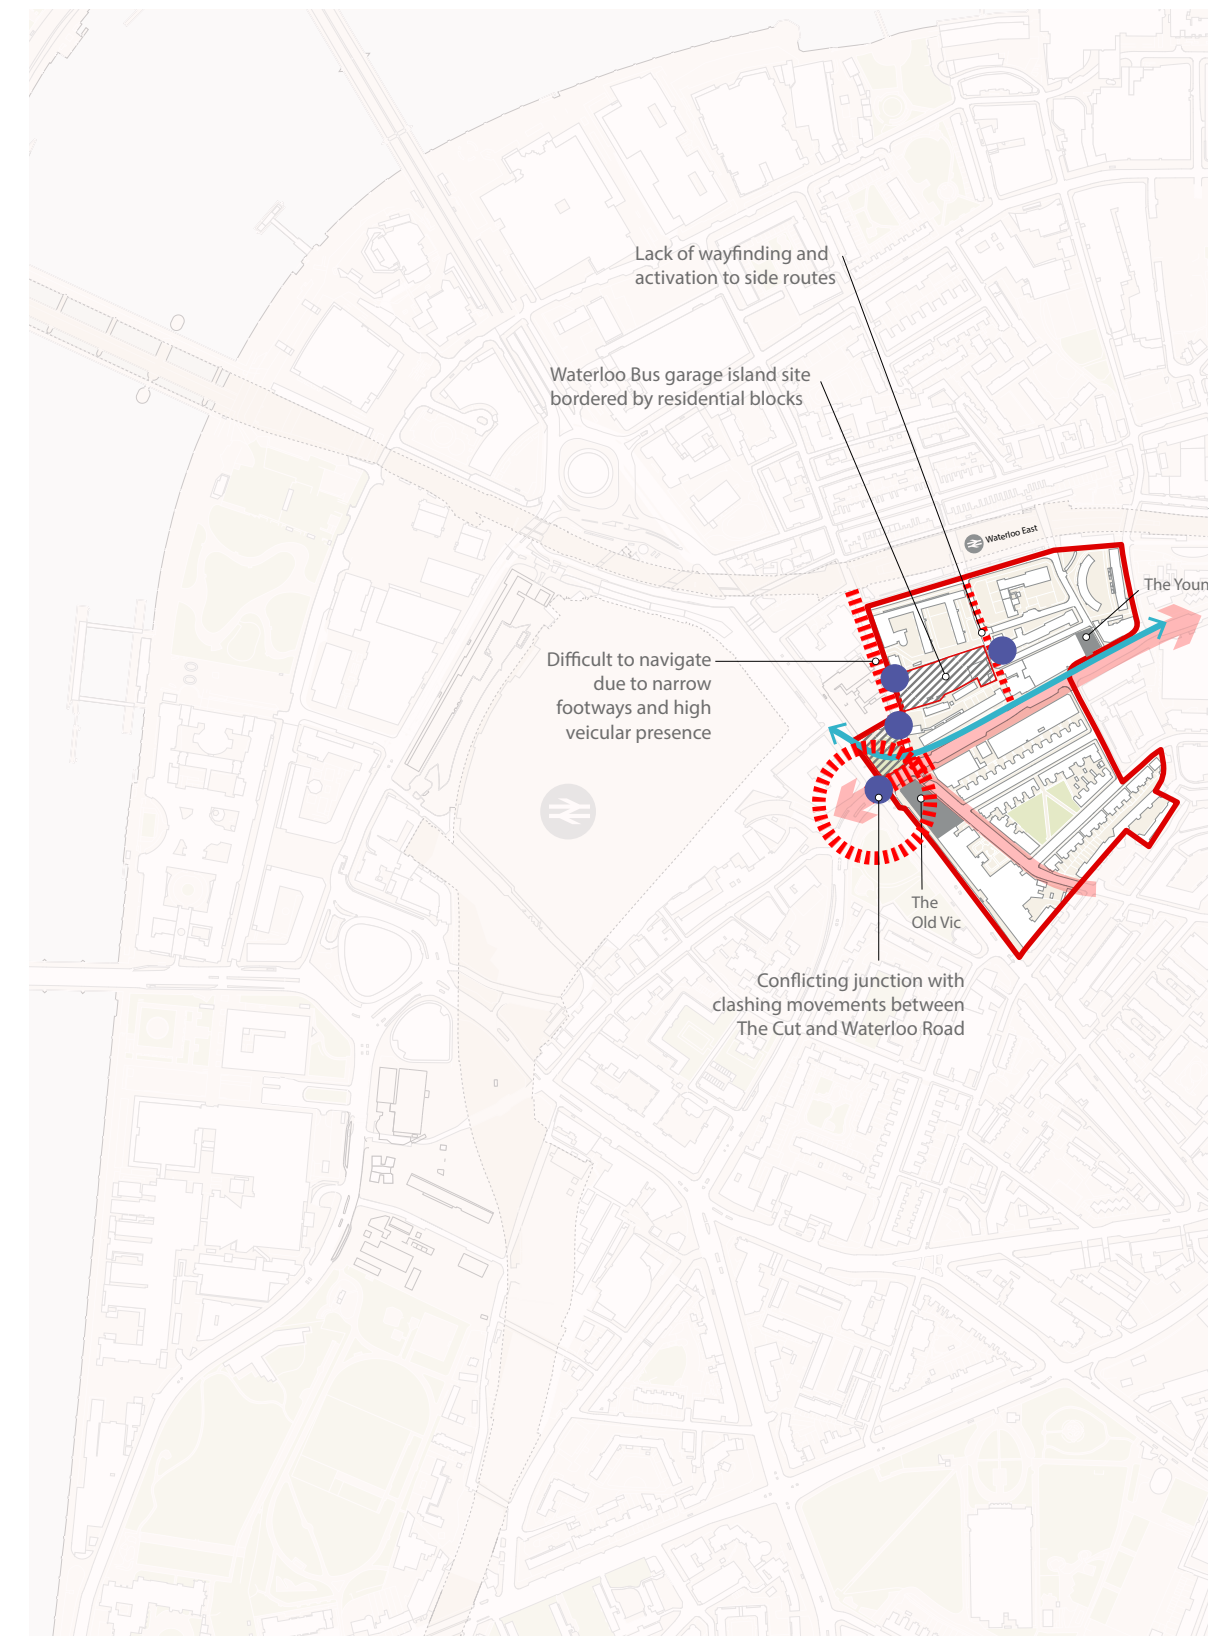 Lack of wayfinding and
activation to side routes
Waterloo Bus garage island site
bordered by residential blocks
Waterloo East
The Youn
Difficult to navigate
due to narrow
footways and high
veicular presence
The
Old Vic
Conflicting junction with
clashing movements between
The Cut and Waterloo Road